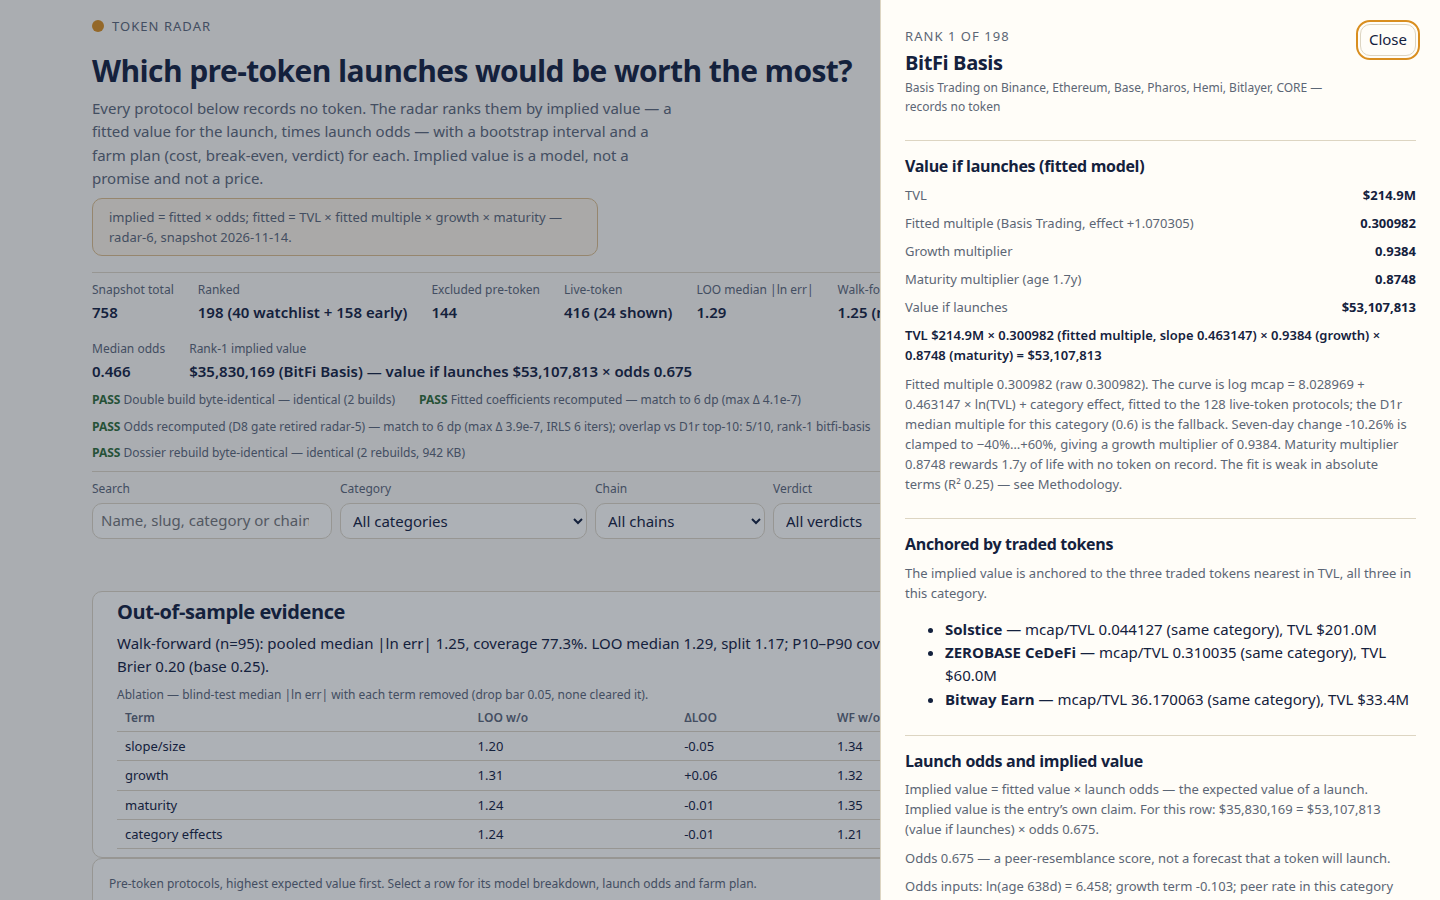 TOKEN RADAR
Which pre-token launches would be worth the most?
Every protocol below records no token. The radar ranks them by implied value — a
fitted value for the launch, times launch odds — with a bootstrap interval and a
farm plan (cost, break-even, verdict) for each. Implied value is a model, not a
promise and not a price.
implied = fitted × odds; fitted = TVL × fitted multiple × growth × maturity —
radar-6, snapshot 2026-11-14.
Snapshot total
758
Ranked
198 (40 watchlist + 158 early)
Excluded pre-token
144
Live-token
416 (24 shown)
LOO median |ln err|
1.29
Walk-fo
1.25 (n
Median odds
0.466
Rank-1 implied value
$35,830,169 (BitFi Basis) — value if launches $53,107,813 × odds 0.675
PASS Double build byte-identical — identical (2 builds)
PASS Fitted coefficients recomputed — match to 6 dp (max Δ 4.1e-7)
PASS Odds recomputed (D8 gate retired radar-5) — match to 6 dp (max Δ 3.9e-7, IRLS 6 iters); overlap vs D1r top-10: 5/10, rank-1 bitfi-basis
PASS Dossier rebuild byte-identical — identical (2 rebuilds, 942 KB)
Search
Name, slug, category or chain
Category
All categories
Chain
All chains
Verdict
All verdicts
Out-of-sample evidence
Walk-forward (n=95): pooled median |ln err| 1.25, coverage 77.3%. LOO median 1.29, split 1.17; P10–P90 cov
Brier 0.20 (base 0.25).
Ablation — blind-test median |ln err| with each term removed (drop bar 0.05, none cleared it).
Term LOO w/o ΔLOO WF w/o
slope/size 1.20 -0.05 1.34
growth 1.31 +0.06 1.32
maturity 1.24 -0.01 1.35
category effects 1.24 -0.01 1.21
Pre-token protocols, highest expected value first. Select a row for its model breakdown, launch odds and farm plan.
RANK 1 OF 198
Close
BitFi Basis
Basis Trading on Binance, Ethereum, Base, Pharos, Hemi, Bitlayer, CORE —
records no token
Value if launches (fitted model)
TVL $214.9M
Fitted multiple (Basis Trading, effect +1.070305) 0.300982
Growth multiplier 0.9384
Maturity multiplier (age 1.7y) 0.8748
Value if launches $53,107,813
TVL $214.9M × 0.300982 (fitted multiple, slope 0.463147) × 0.9384 (growth) ×
0.8748 (maturity) = $53,107,813
Fitted multiple 0.300982 (raw 0.300982). The curve is log mcap = 8.028969 +
0.463147 × ln(TVL) + category effect, fitted to the 128 live-token protocols; the D1r
median multiple for this category (0.6) is the fallback. Seven-day change -10.26% is
clamped to −40%…+60%, giving a growth multiplier of 0.9384. Maturity multiplier
0.8748 rewards 1.7y of life with no token on record. The fit is weak in absolute
terms (R² 0.25) — see Methodology.
Anchored by traded tokens
The implied value is anchored to the three traded tokens nearest in TVL, all three in
this category.
• Solstice — mcap/TVL 0.044127 (same category), TVL $201.0M
• ZEROBASE CeDeFi — mcap/TVL 0.310035 (same category), TVL
$60.0M
• Bitway Earn — mcap/TVL 36.170063 (same category), TVL $33.4M
Launch odds and implied value
Implied value = fitted value × launch odds — the expected value of a launch.
Implied value is the entry’s own claim. For this row: $35,830,169 = $53,107,813
(value if launches) × odds 0.675.
Odds 0.675 — a peer-resemblance score, not a forecast that a token will launch.
Odds inputs: ln(age 638d) = 6.458; growth term -0.103; peer rate in this category